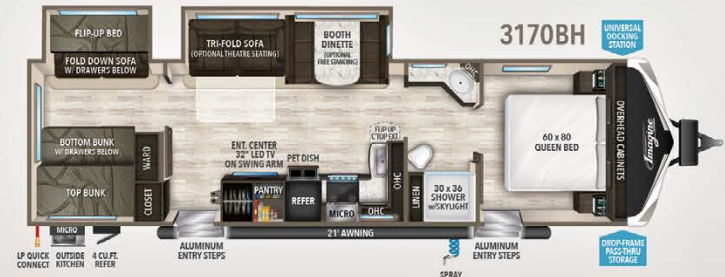 3170BH
UNIVERSAL
DOCKING
STATION
FLIP-UP BED
FOLD DOWN SOFA
W/ DRAWERS BELOW
TRI-FOLD SOFA
(OPTIONAL THEATRE SEATING)
BOOTH
DINETTE
(OPTIONAL
FREE STANDING)
OHC
BOTTOM BUNK
W/ DRAWERS BELOW
TOP BUNK
WARD
CLOSET
ENT. CENTER
32" LED TV
ON SWING ARM
PET DISH
FLIP-UP
C'TOP EXT.
PANTRY
REFER
MICRO
OHC
OHC
LINEN
30 x 36
SHOWER
w/SKYLIGHT
60 x 80
QUEEN BED
OVERHEAD CABINETS
Imagine
21' AWNING
MICRO
LP QUICK
CONNECT
OUTSIDE
KITCHEN
4 CU.FT.
REFER
ALUMINUM
ENTRY STEPS
SPRAY
ALUMINUM
ENTRY STEPS
DROP-FRAME
PASS-THRU
STORAGE